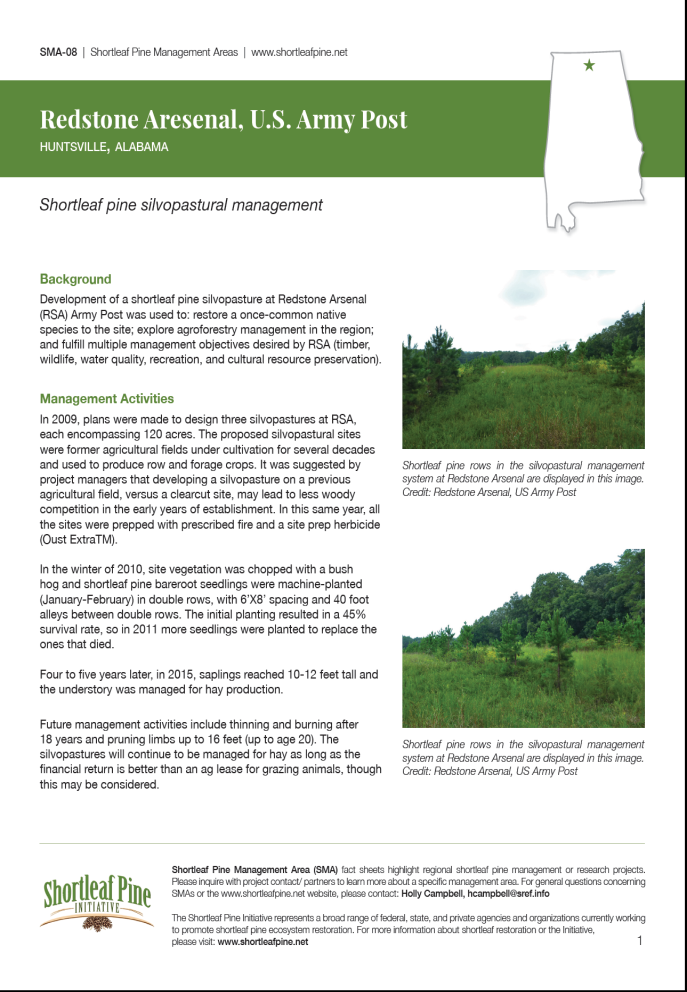 SMA-08 | Shortleaf Pine Management Areas | www.shortleafpine.net
Redstone Aresenal, U.S. Army Post
HUNTSVILLE, ALABAMA
Shortleaf pine silvopastural management
Background
Development of a shortleaf pine silvopasture at Redstone Arsenal
(RSA) Army Post was used to: restore a once-common native
species to the site; explore agroforestry management in the region;
and fulfill multiple management objectives desired by RSA (timber,
wildlife, water quality, recreation, and cultural resource preservation).
Management Activities
In 2009, plans were made to design three silvopastures at RSA,
each encompassing 120 acres. The proposed silvopastural sites
were former agricultural fields under cultivation for several decades
and used to produce row and forage crops. It was suggested by
project managers that developing a silvopasture on a previous
agricultural field, versus a clearcut site, may lead to less woody
competition in the early years of establishment. In this same year, all
the sites were prepped with prescribed fire and a site prep herbicide
(Oust ExtraTM).
In the winter of 2010, site vegetation was chopped with a bush
hog and shortleaf pine bareroot seedlings were machine-planted
(January-February) in double rows, with 6'X8' spacing and 40 foot
alleys between double rows. The initial planting resulted in a 45%
survival rate, so in 2011 more seedlings were planted to replace the
ones that died.
Four to five years later, in 2015, saplings reached 10-12 feet tall and
the understory was managed for hay production.
Future management activities include thinning and burning after
18 years and pruning limbs up to 16 feet (up to age 20). The
silvopastures will continue to be managed for hay as long as the
financial return is better than an ag lease for grazing animals, though
this may be considered.
Shortleaf pine rows in the silvopastural management
system at Redstone Arsenal are displayed in this image.
Credit: Redstone Arsenal, US Army Post
Shortleaf pine rows in the silvopastural management
system at Redstone Arsenal are displayed in this image.
Credit: Redstone Arsenal, US Army Post
Shortleaf Pine
INITIATIVE
Shortleaf Pine Management Area (SMA) fact sheets highlight regional shortleaf pine management or research projects.
Please inquire with project contact/ partners to learn more about a specific management area. For general questions concerning
SMAs or the www.shortleafpine.net website, please contact: Holly Campbell, hcampbell@sref.info
The Shortleaf Pine Initiative represents a broad range of federal, state, and private agencies and organizations currently working
to promote shortleaf pine ecosystem restoration. For more information about shortleaf restoration or the Initiative,
please visit: www.shortleafpine.net
1